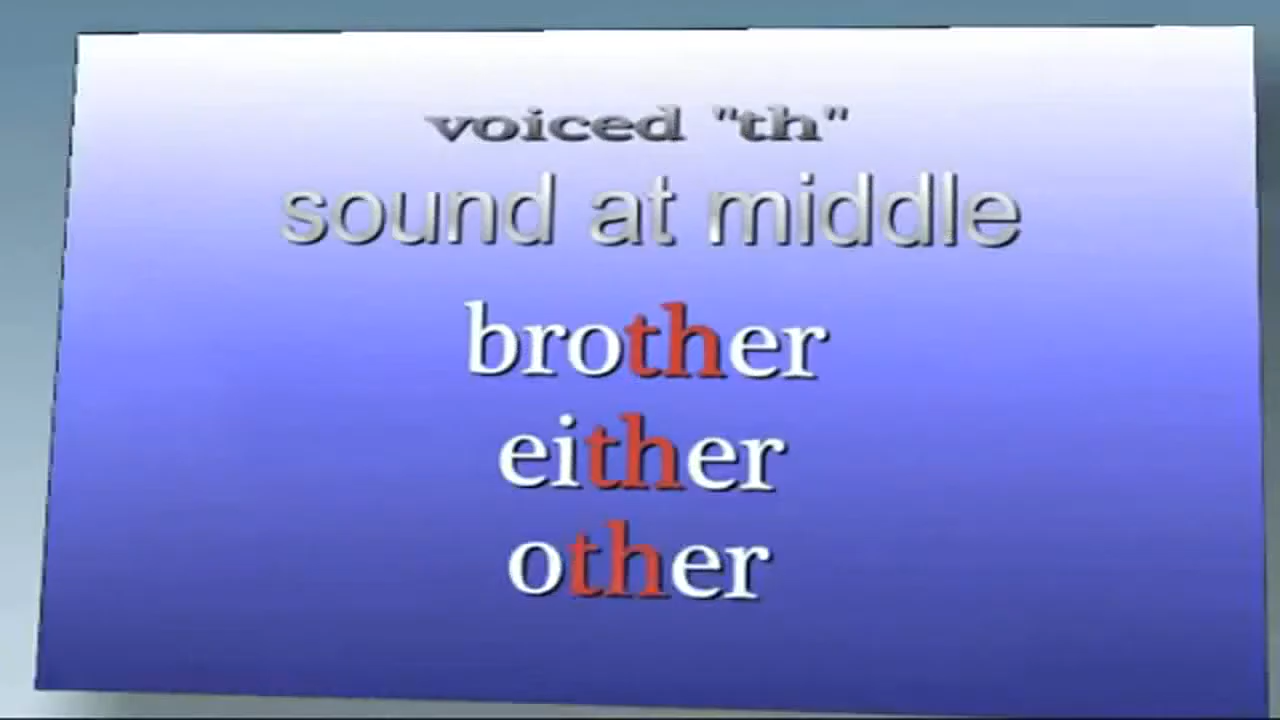 voiced "th"
sound at middle
brother
either
other